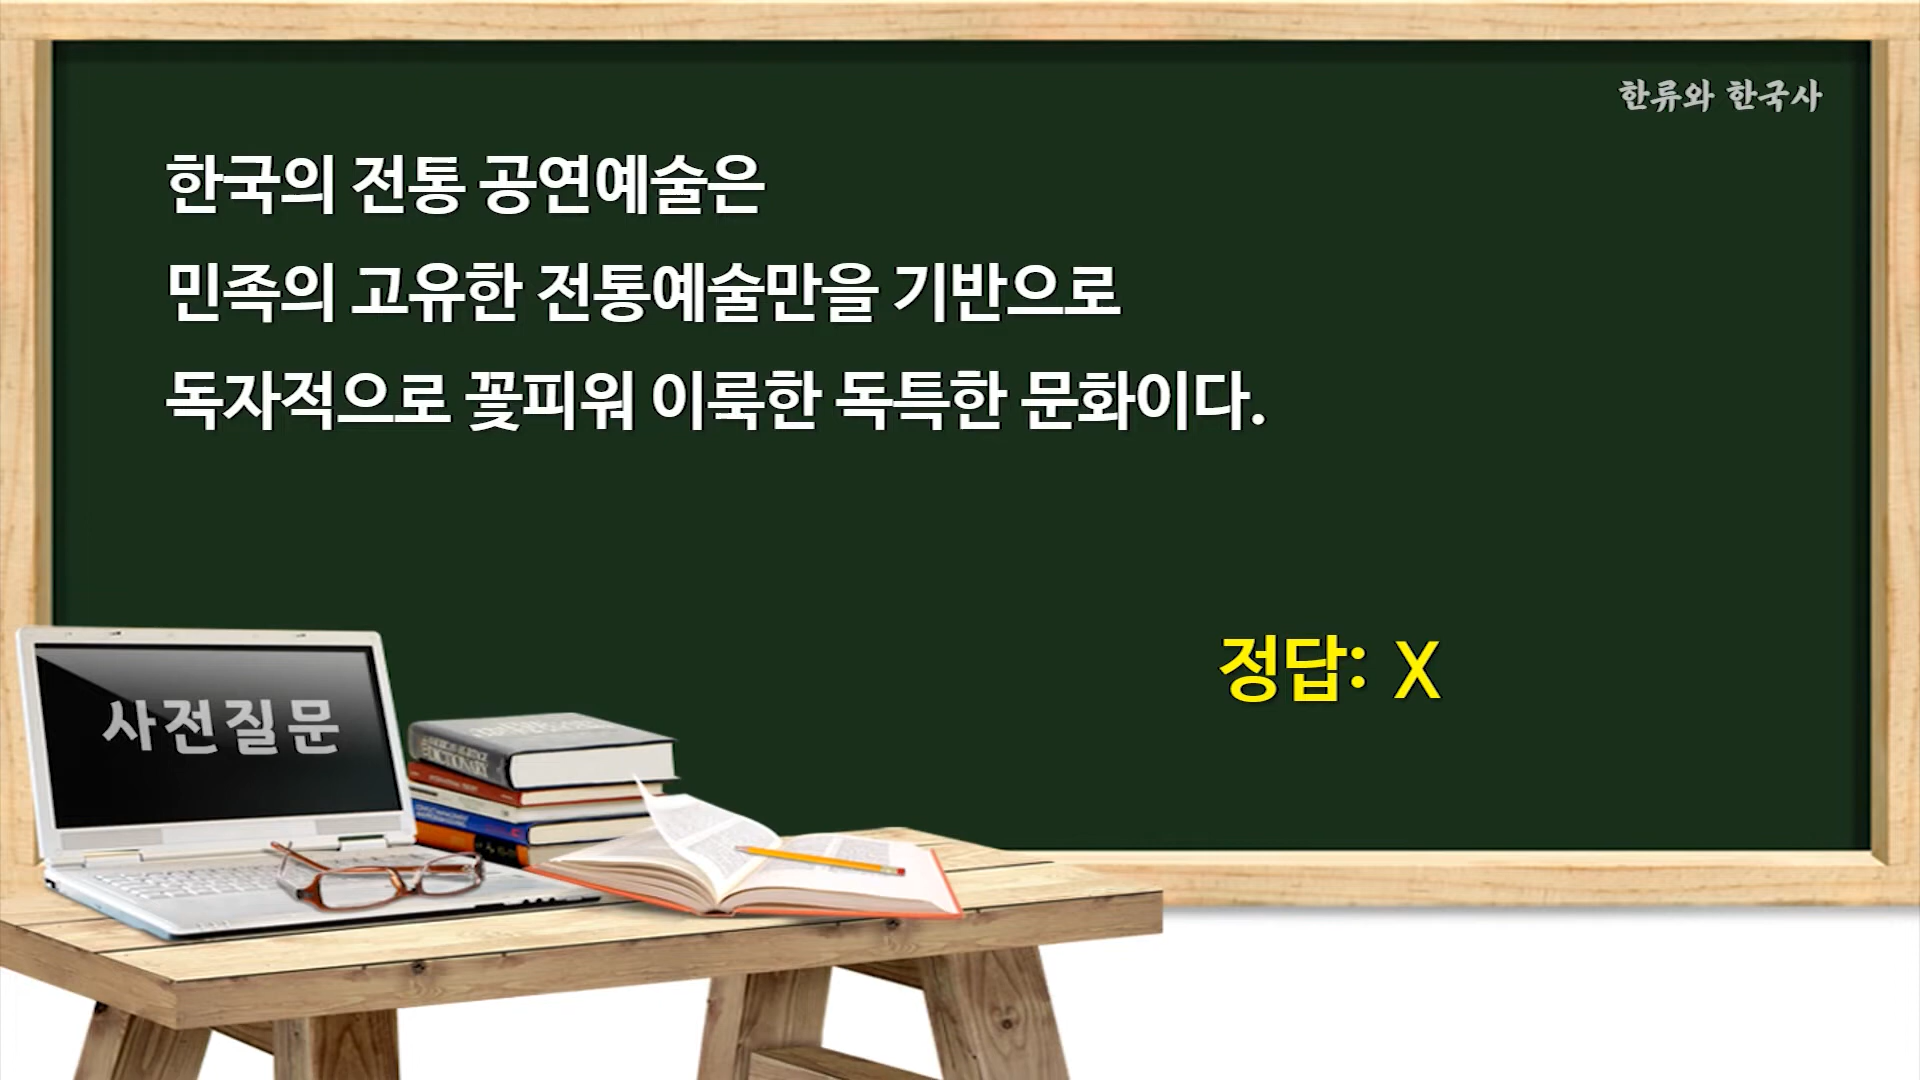 한류와 한국사
한국의 전통 공연예술은
민족의 고유한 전통예술만을 기반으로
독자적으로 꽃피워 이룩한 독특한 문화이다.
정답: X
사전질문
DICTIONARY